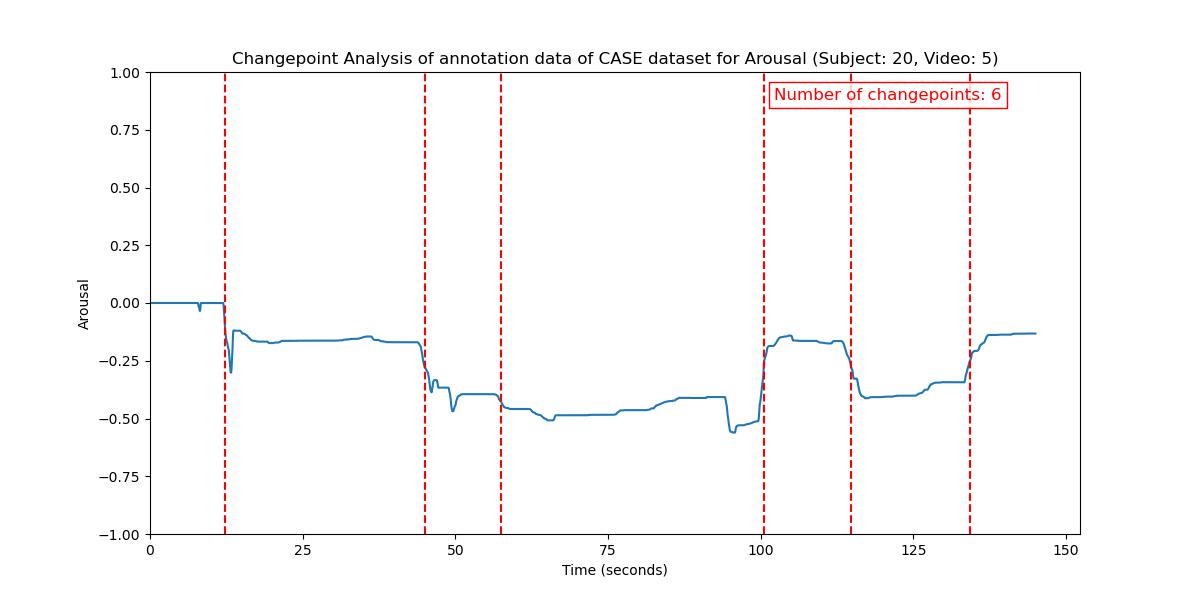 Changepoint Analysis of annotation data of CASE dataset for Arousal (Subject: 20, Video: 5)
Number of changepoints: 6
1.00
0.75
0.50
0.25
0.00
−0.25
−0.50
−0.75
−1.00
Arousal
0 25 50 75 100 125 150
Time (seconds)